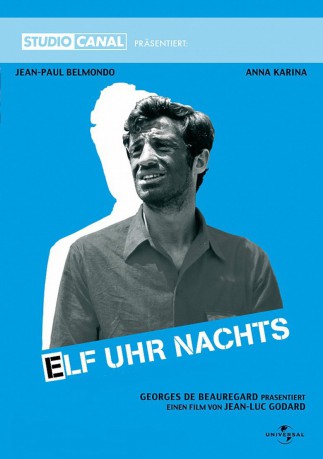 STUDIO CANAL PRÄSENTIERT:
JEAN-PAUL BELMONDO ANNA KARINA
ELF UHR NACHTS
GEORGES DE BEAUREGARD PRÄSENTIERT
EINEN FILM VON JEAN-LUC GODARD
UNIVERSAL